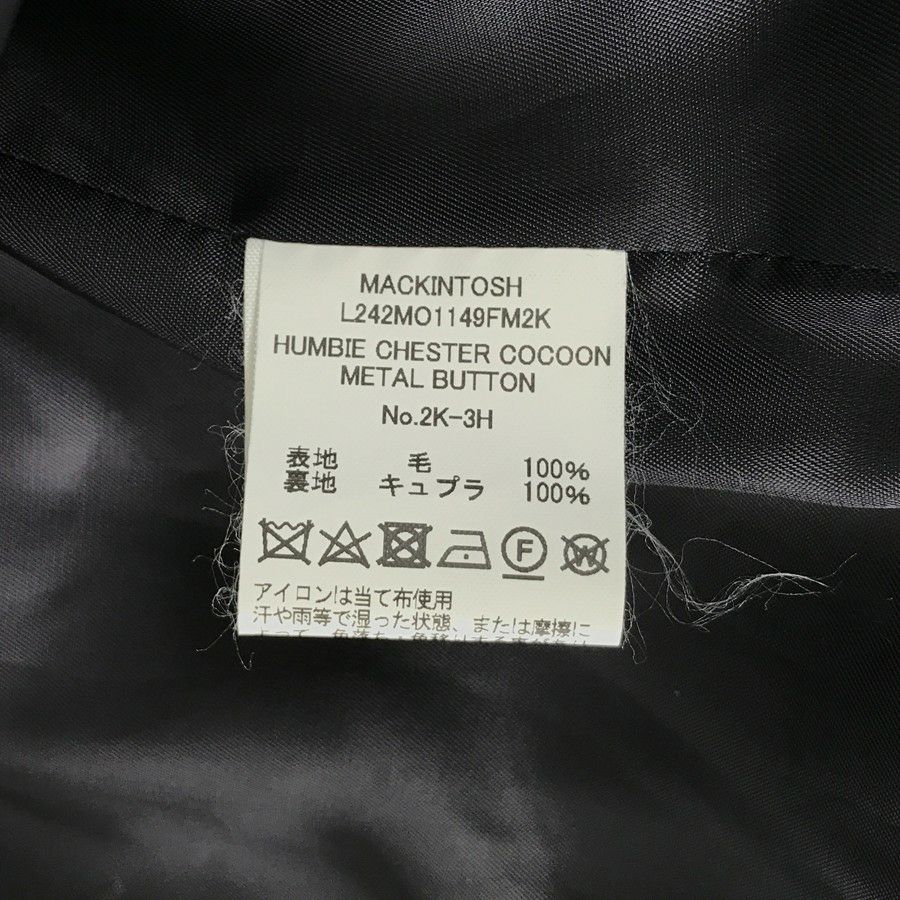 MACKINTOSH
L242MO1149FM2K
HUMBIE CHESTER COCOON
METAL BUTTON
No.2K-3H
表地 毛 100%
裏地 キュプラ 100%
F W
アイロンは当て布使用
汗や雨等で湿った状態、または摩擦に